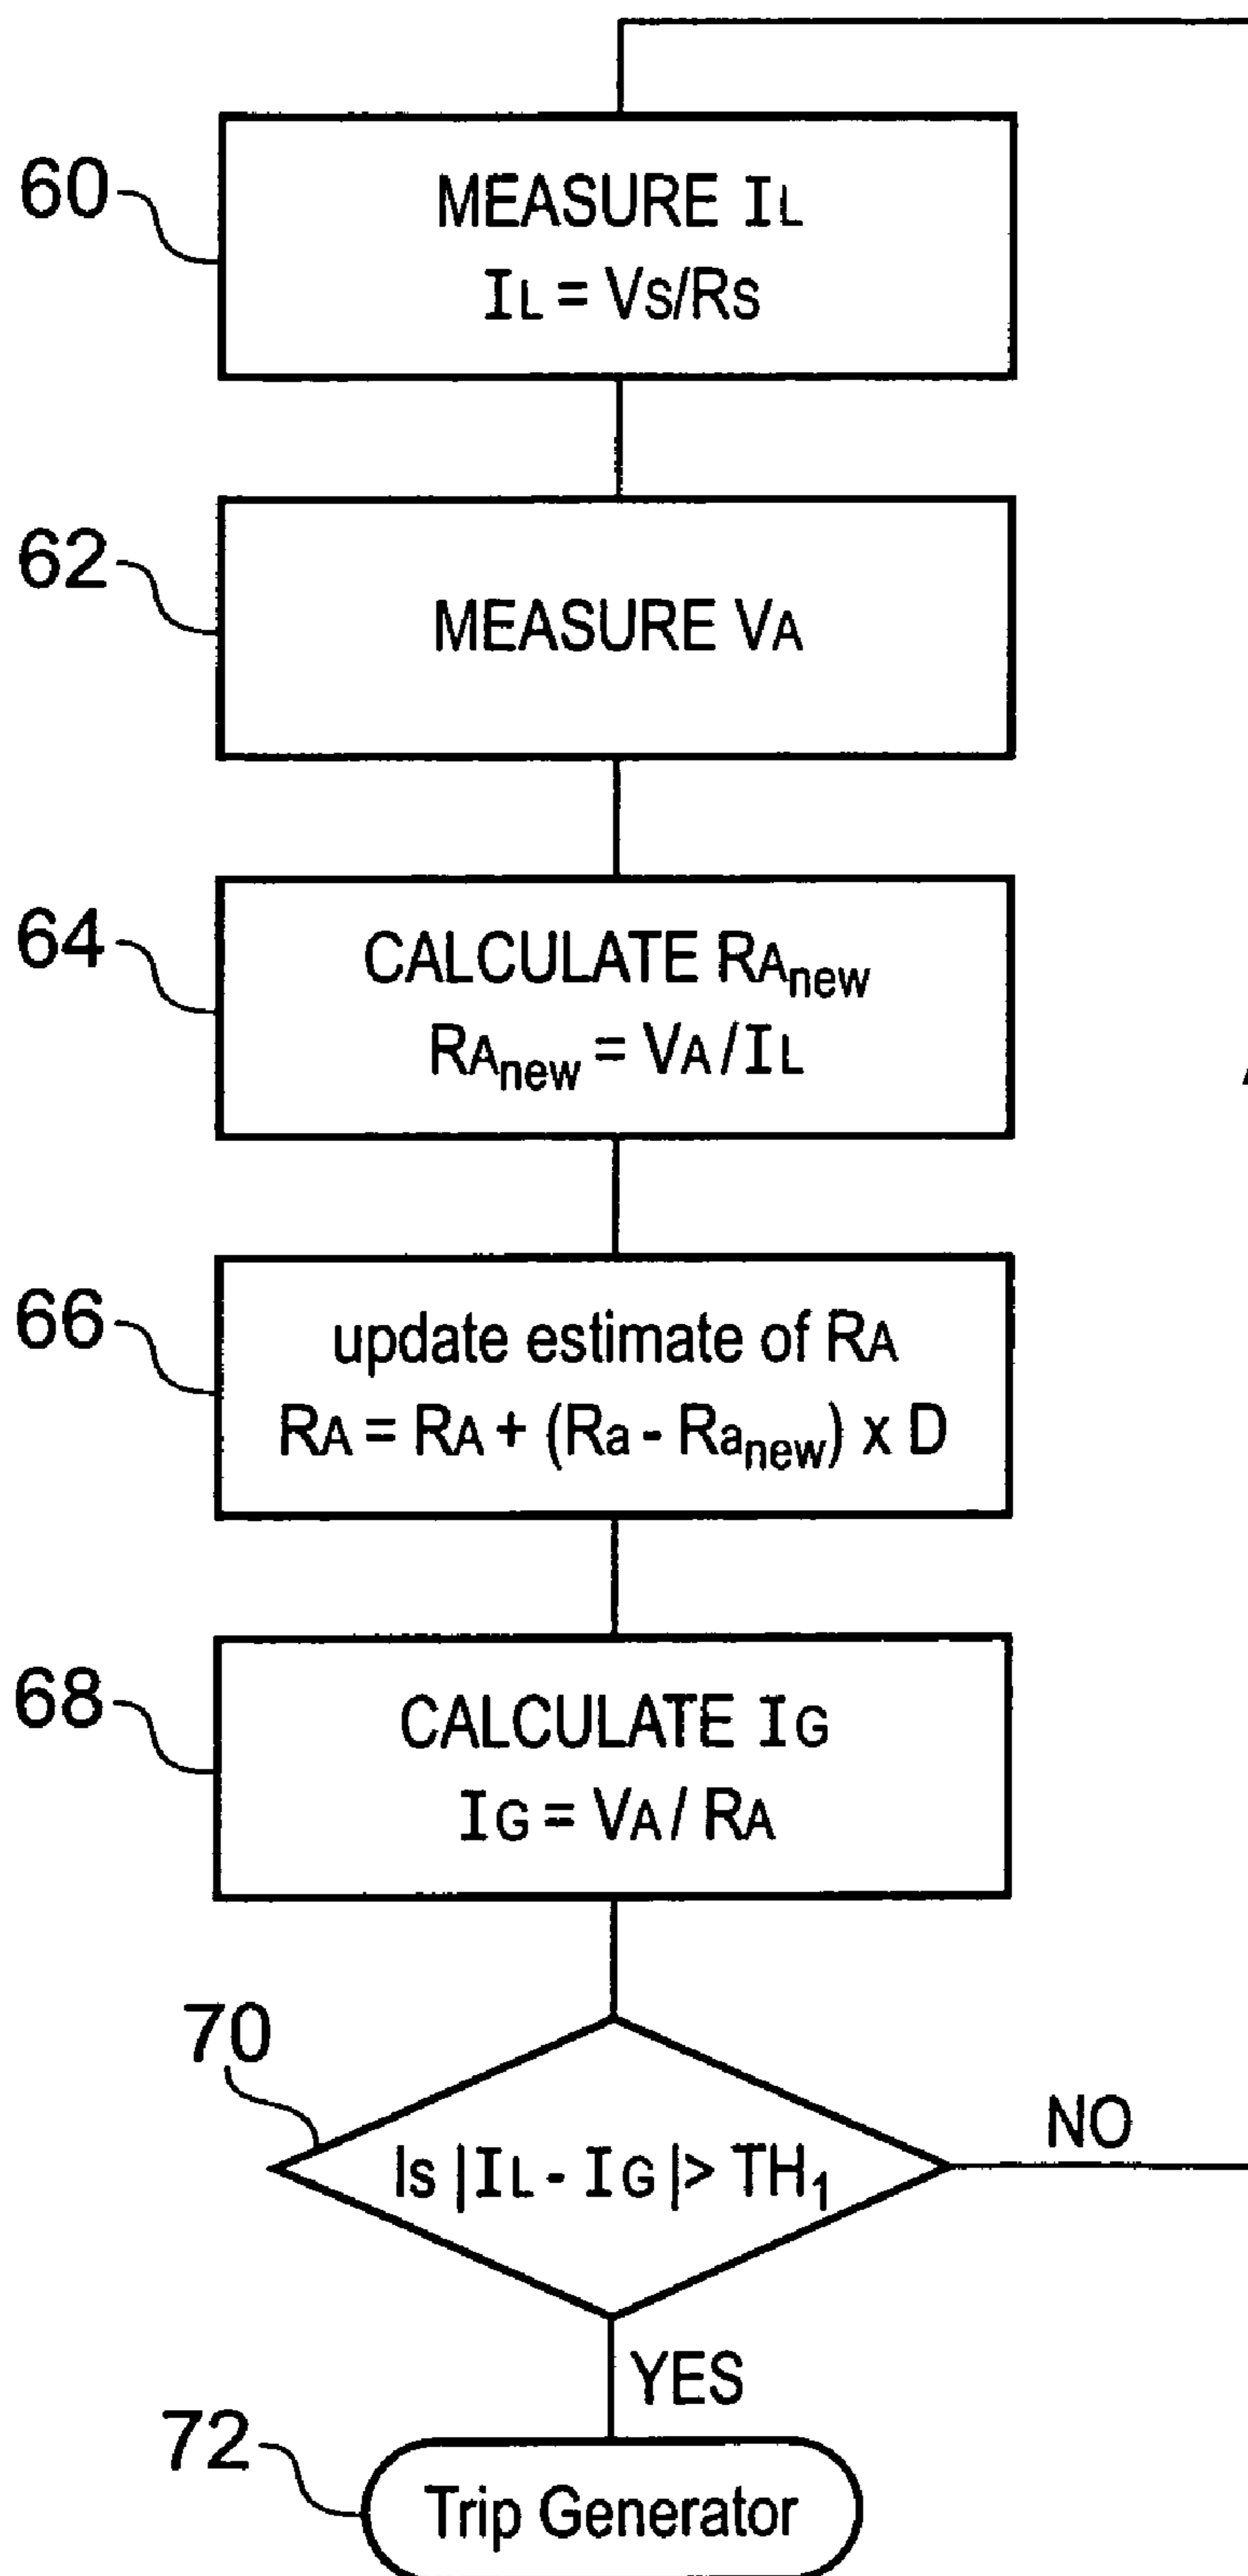 60
MEASURE IL
IL = VS/RS
62
MEASURE VA
64
CALCULATE RAnew
RAnew = VA/IL
66
update estimate of RA
RA = RA + (Ra - Ranew) x D
68
CALCULATE IG
IG = VA/ RA
70
Is |IL - IG|> TH1
NO
YES
72
Trip Generator